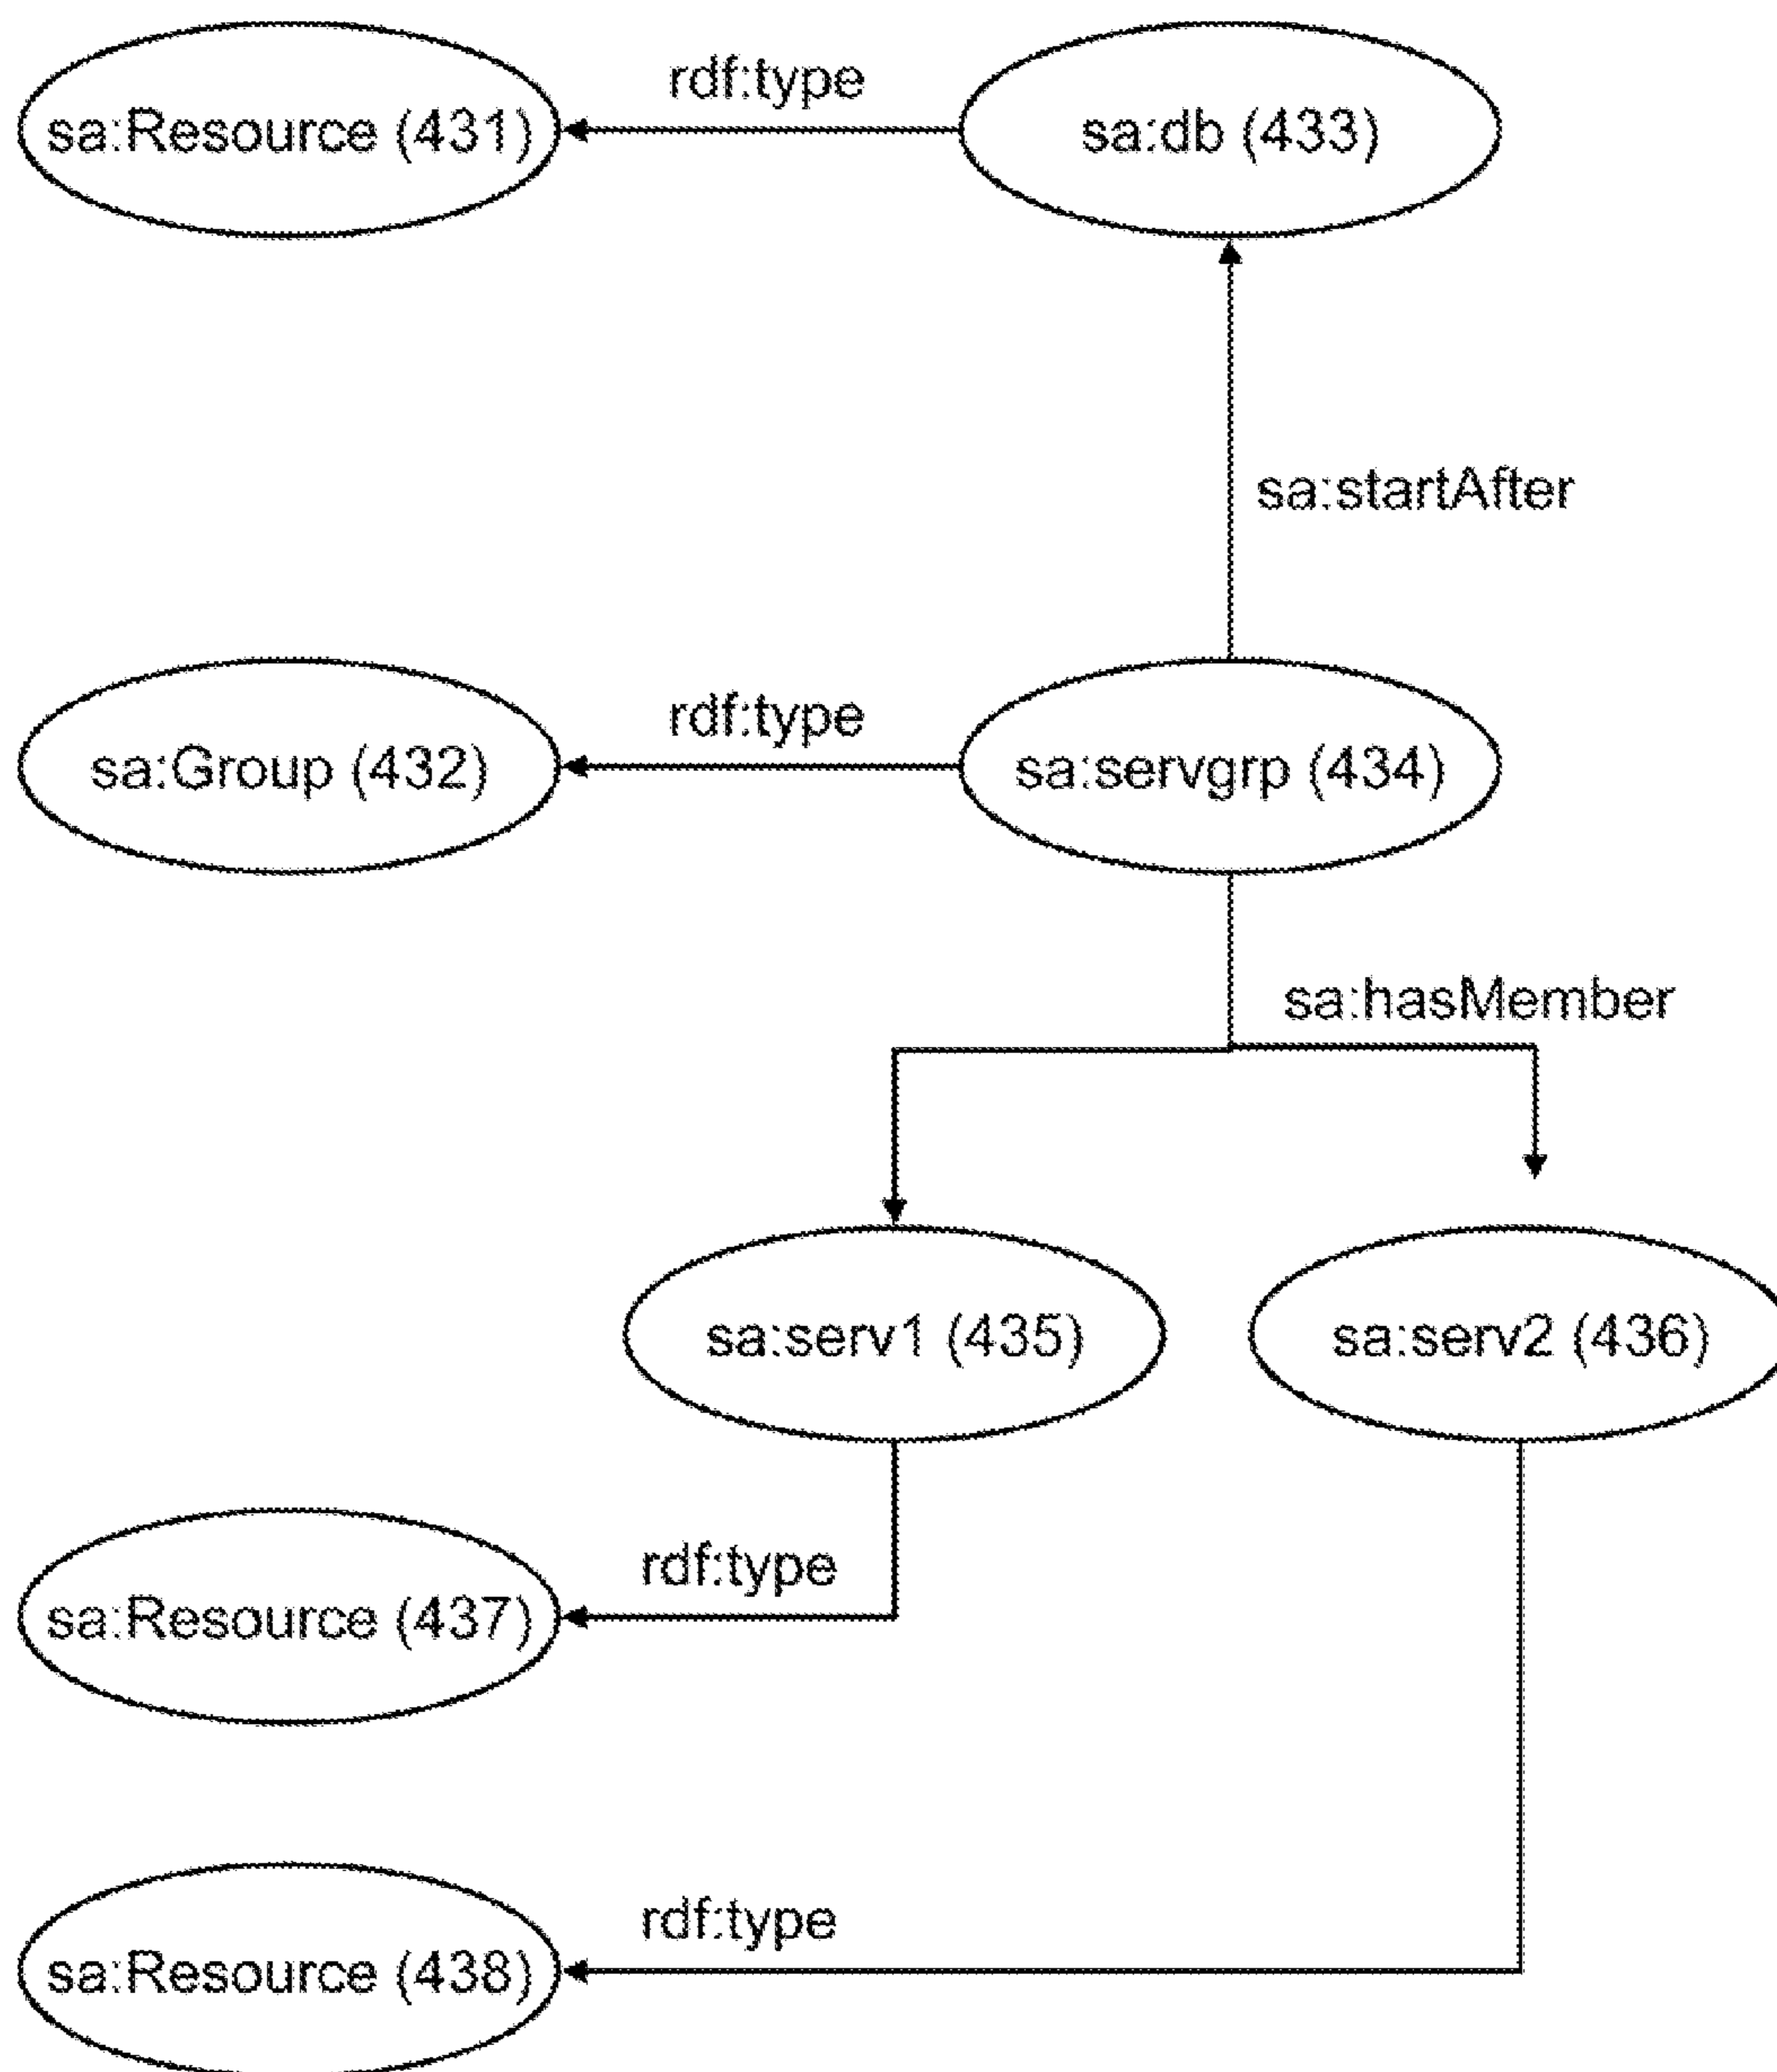 rdf:type
sa:Resource (431)
sa:db (433)
sa:startAfter
rdf:type
sa:Group (432)
sa:servgrp (434)
sa:hasMember
sa:serv1 (435)
sa:serv2 (436)
rdf:type
sa:Resource (437)
rdf:type
sa:Resource (438)